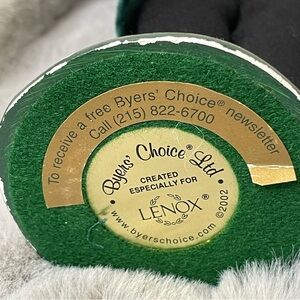 To receive a free Byers' Choice® newsletter
Call (215) 822-6700
Byers' Choice® Ltd.
CREATED
ESPECIALLY FOR
LENOX®
www.byerschoice.com ©2002